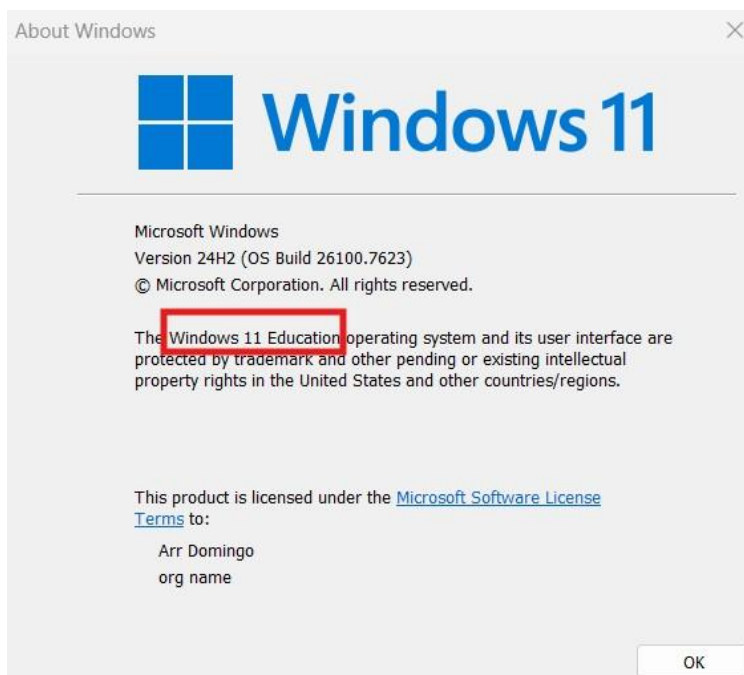 About Windows
Windows 11
Microsoft Windows
Version 24H2 (OS Build 26100.7623)
© Microsoft Corporation. All rights reserved.
The Windows 11 Education operating system and its user interface are
protected by trademark and other pending or existing intellectual
property rights in the United States and other countries/regions.
This product is licensed under the Microsoft Software License
Terms to:
Arr Domingo
org name
OK